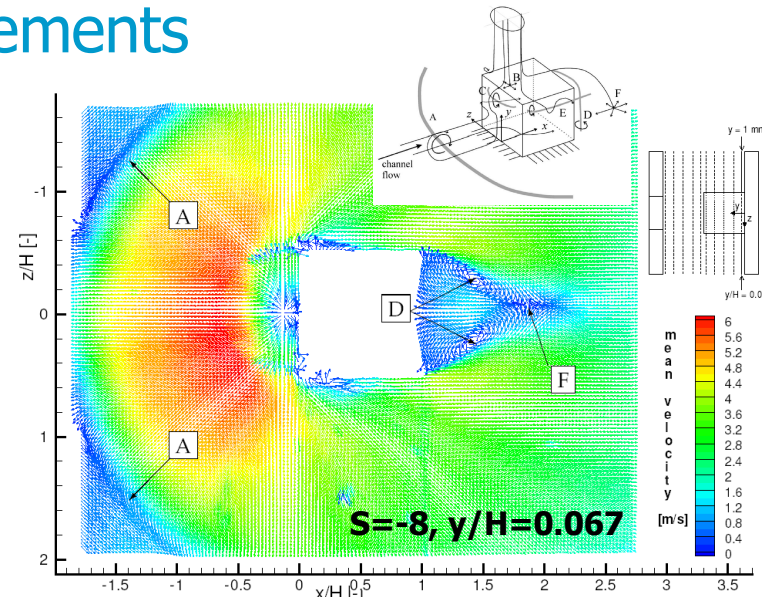 ements
B
C
F
A
z
y
E
D
x
channel
flow
y = 1 mm
y
z
y/H = 0.0
z/H [-]
-1
0
1
2
A
D
F
A
S=-8, y/H=0.067
-1.5 -1 -0.5 0 0.5 1 1.5 2 2.5 3 3.5
x/H [-]
mean velocity
[m/s]
6
5.6
5.2
4.8
4.4
4
3.6
3.2
2.8
2.4
2
1.6
1.2
0.8
0.4
0